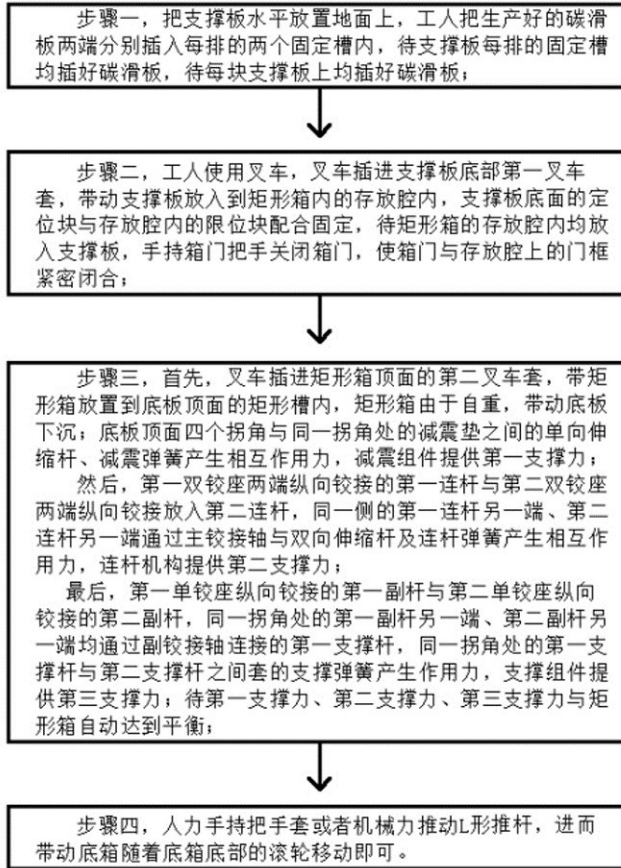 步骤一，把支撑板水平放置地面上，工人把生产好的碳滑
板两端分别插入每排的两个固定槽内，待支撑板每排的固定槽
均插好碳滑板，待每块支撑板上均插好碳滑板；
步骤二，工人使用叉车，叉车插进支撑板底部第一叉车
套，带动支撑板放入到矩形箱内的存放腔内，支撑板底面的定
位块与存放腔内的限位块配合固定，待矩形箱的存放腔内均放
入支撑板，手持箱门把手关闭箱门，使箱门与存放腔上的门框
紧密闭合；
步骤三，首先，叉车插进矩形箱顶面的第二叉车套，带矩
形箱放置到底板顶面的矩形槽内，矩形箱由于自重，带动底板
下沉；底板顶面四个拐角与同一拐角处的减震垫之间的单向伸
缩杆、减震弹簧产生相互作用力，减震组件提供第一支撑力；
然后，第一双铰座两端纵向铰接的第一连杆与第二双铰座
两端纵向铰接放入第二连杆，同一侧的第一连杆另一端、第二
连杆另一端通过主铰接轴与双向伸缩杆及连杆弹簧产生相互作
用力，连杆机构提供第二支撑力；
最后，第一单铰座纵向铰接的第一副杆与第二单铰座纵向
铰接的第二副杆，同一拐角处的第一副杆另一端、第二副杆另
一端均通过副铰接轴连接的第一支撑杆，同一拐角处的第一支
撑杆与第二支撑杆之间套的支撑弹簧产生作用力，支撑组件提
供第三支撑力；待第一支撑力、第二支撑力、第三支撑力与矩
形箱自动达到平衡；
步骤四，人力手持把手套或者机械力推动L形推杆，进而
带动底箱随着底箱底部的滚轮移动即可。